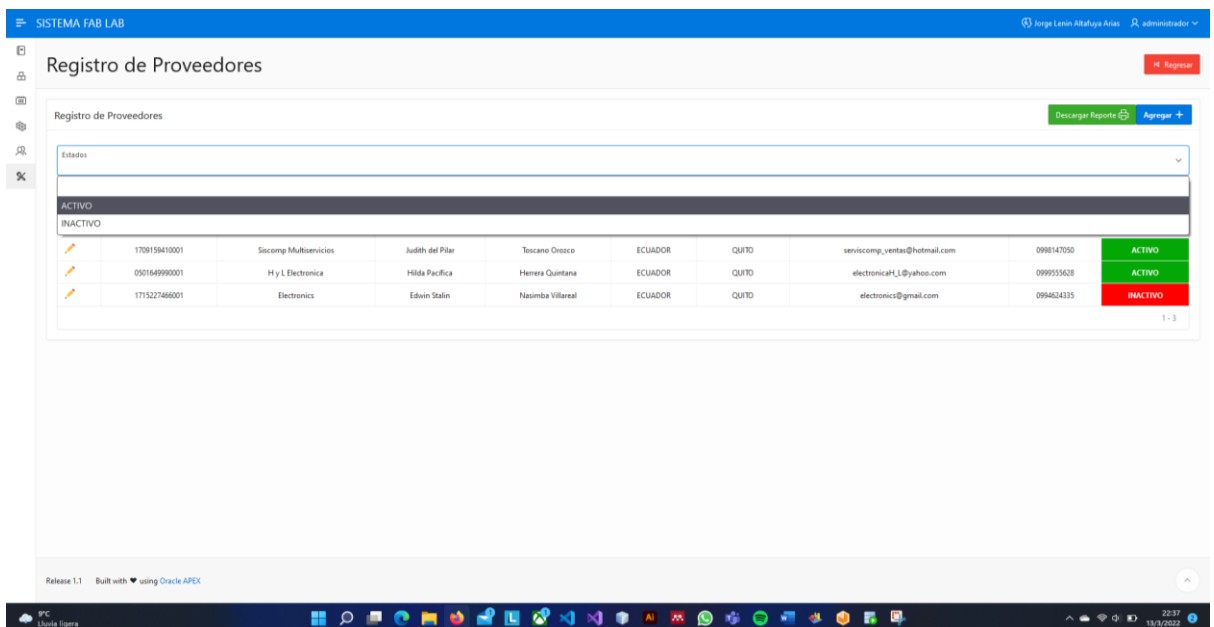 SISTEMA FAB LAB Jorge Lenin Altafuya Arias administrador
Registro de Proveedores Regresar
Registro de Proveedores Descargar Reporte Agregar +
Estados
ACTIVO
INACTIVO
1709159410001 Siscomp Multiservicios Judith del Pilar Toscano Orozco ECUADOR QUITO serviscomp_ventas@hotmail.com 0998147050 ACTIVO
0501649990001 H y L Electronica Hilda Pacifica Herrera Quintana ECUADOR QUITO electronicaH_L@yahoo.com 0999555628 ACTIVO
1715227466001 Electronics Edwin Stalin Nasimba Villareal ECUADOR QUITO electronics@gmail.com 0994624335 INACTIVO
1 - 3
Release 1.1 Built with ♥ using Oracle APEX
9°C 22:37
Lluvia ligera 13/3/2022